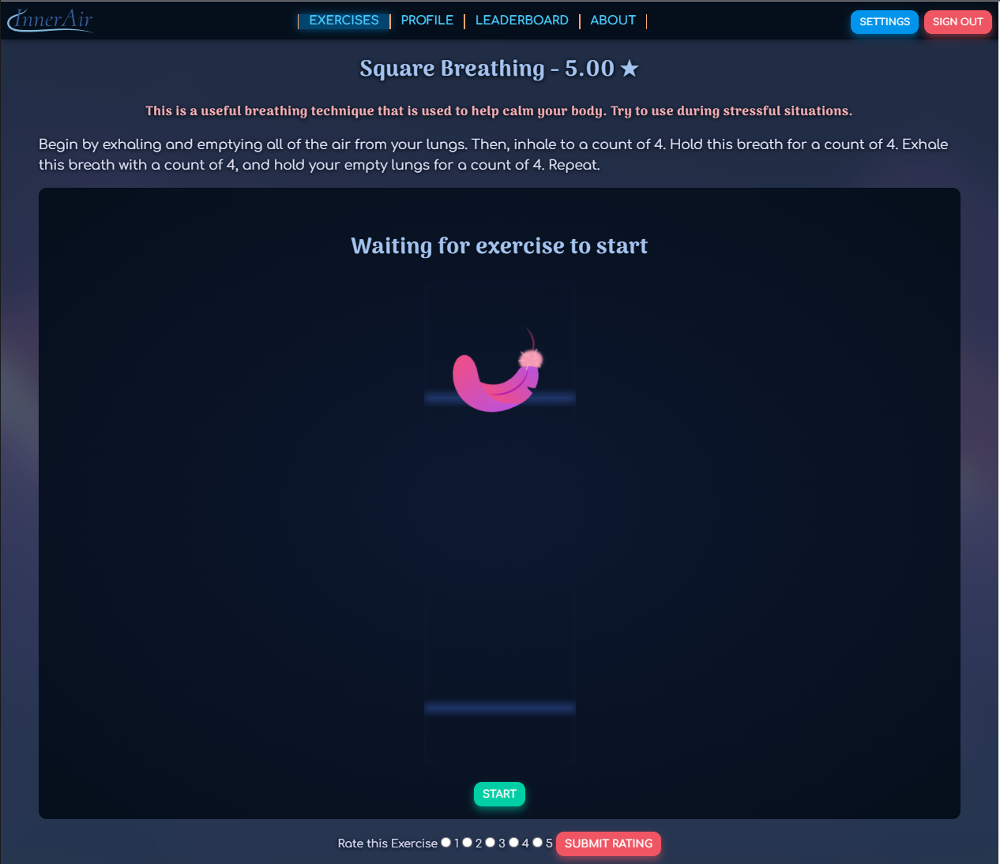 InnerAir
EXERCISES
PROFILE
LEADERBOARD
ABOUT
SETTINGS
SIGN OUT
Square Breathing - 5.00 ★
This is a useful breathing technique that is used to help calm your body. Try to use during stressful situations.
Begin by exhaling and emptying all of the air from your lungs. Then, inhale to a count of 4. Hold this breath for a count of 4. Exhale
this breath with a count of 4, and hold your empty lungs for a count of 4. Repeat.
Waiting for exercise to start
START
Rate this Exercise 1 2 3 4 5 SUBMIT RATING